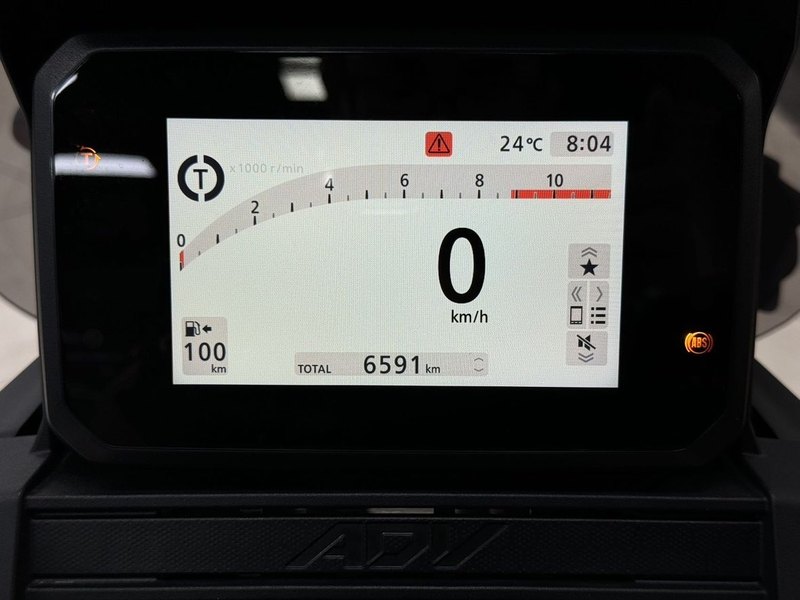 24℃ 8:04
T
T
x1000 r/min
0 2 4 6 8 10
0
km/h
100
km
TOTAL 6591 km
ABS
ADV